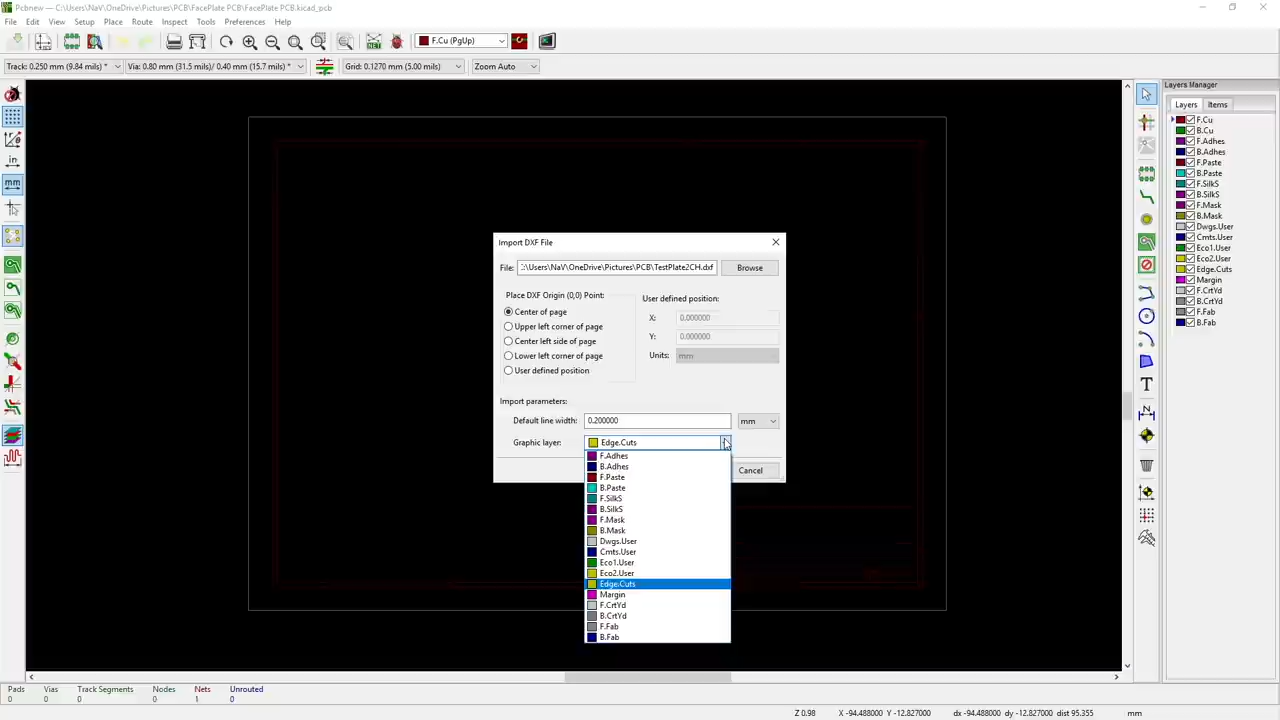 Pcbnew — C:\Users\NaV\OneDrive\Pictures\PCB\FacePlate PCB\FacePlate PCB.kicad_pcb
File Edit View Setup Place Route Inspect Tools Preferences Help
NET
F.Cu (PgUp)
Track: 0.250 mm (9.84 mils) *
Via: 0.80 mm (31.5 mils)/ 0.40 mm (15.7 mils) *
Grid: 0.1270 mm (5.00 mils)
Zoom Auto
in
mm
Import DXF File
File: :\Users\NaV\OneDrive\Pictures\PCB\TestPlate2CH.dxf Browse
Place DXF Origin (0,0) Point:
Center of page
Upper left corner of page
Center left side of page
Lower left corner of page
User defined position
User defined position:
X: 0.000000
Y: 0.000000
Units: mm
Import parameters:
Default line width: 0.200000 mm
Graphic layer: Edge.Cuts
Cancel
F.Adhes
B.Adhes
F.Paste
B.Paste
F.SilkS
B.SilkS
F.Mask
B.Mask
Dwgs.User
Cmts.User
Eco1.User
Eco2.User
Edge.Cuts
Margin
F.CrtYd
B.CrtYd
F.Fab
B.Fab
Layers Manager
Layers Items
F.Cu
B.Cu
F.Adhes
B.Adhes
F.Paste
B.Paste
F.SilkS
B.SilkS
F.Mask
B.Mask
Dwgs.User
Cmts.User
Eco1.User
Eco2.User
Edge.Cuts
Margin
F.CrtYd
B.CrtYd
F.Fab
B.Fab
T
N
Pads Vias Track Segments Nodes Nets Unrouted
0 0 0 0 1 0
Z 0.98 X -94.488000 Y -12.827000 dx -94.488000 dy -12.827000 dist 95.355 mm